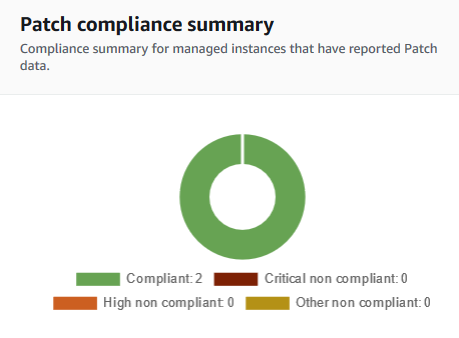 Patch compliance summary
Compliance summary for managed instances that have reported Patch
data.
Compliant: 2 Critical non compliant: 0
High non compliant: 0 Other non compliant: 0